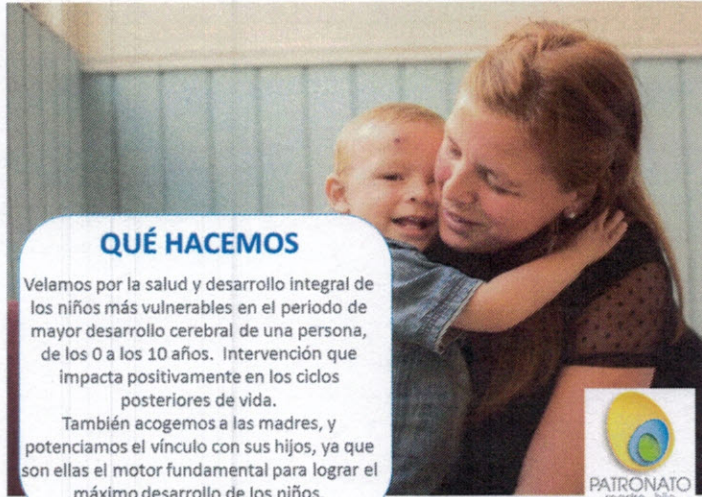 QUÉ HACEMOS
Velamos por la salud y desarrollo integral de
los niños más vulnerables en el periodo de
mayor desarrollo cerebral de una persona,
de los 0 a los 10 años. Intervención que
impacta positivamente en los ciclos
posteriores de vida.
También acogemos a las madres, y
potenciamos el vínculo con sus hijos, ya que
son ellas el motor fundamental para lograr el
máximo desarrollo de los niños.
PATRONATO